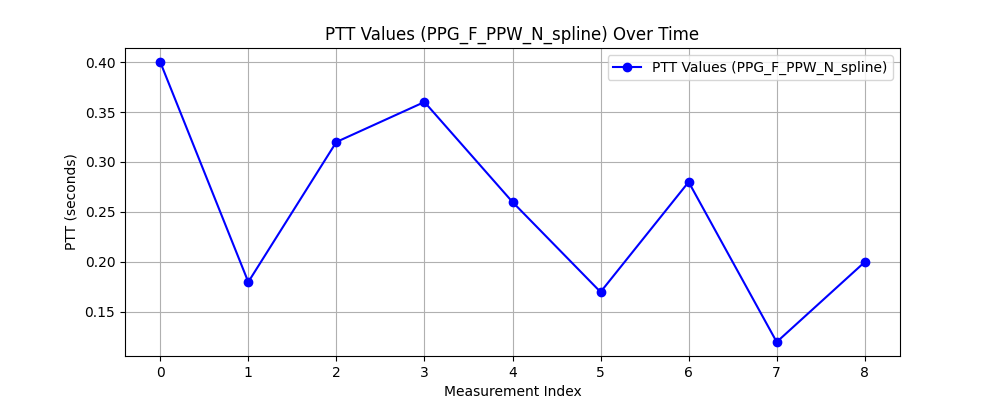 PTT Values (PPG_F_PPW_N_spline) Over Time
PTT Values (PPG_F_PPW_N_spline)
PTT (seconds)
0.40
0.35
0.30
0.25
0.20
0.15
0 1 2 3 4 5 6 7 8
Measurement Index